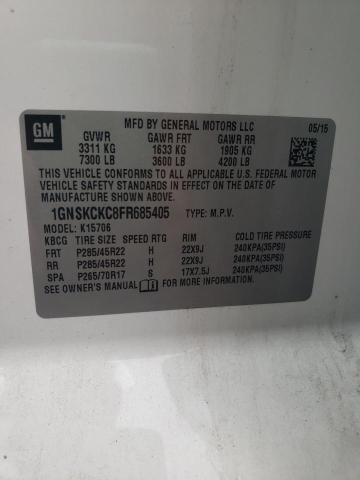 GM
MFD BY GENERAL MOTORS LLC 05/15
GVWR GAWR FRT GAWR RR
3311 KG 1633 KG 1905 KG
7300 LB 3600 LB 4200 LB
THIS VEHICLE CONFORMS TO ALL APPLICABLE U.S. FEDERAL MOTOR
VEHICLE SAFETY, BUMPER, AND THEFT PREVENTION
STANDARDS IN EFFECT ON THE DATE OF
MANUFACTURE SHOWN ABOVE.
1GNSKCKC8FR685405 TYPE: M.P.V.
MODEL: K15706
KBCG TIRE SIZE SPEED RTG RIM COLD TIRE PRESSURE
FRT P285/45R22 H 22X9J 240KPA(35PSI)
RR P285/45R22 H 22X9J 240KPA(35PSI)
SPA P265/70R17 S 17X7.5J 240KPA(35PSI)
SEE OWNER'S MANUAL FOR MORE INFORMATION.